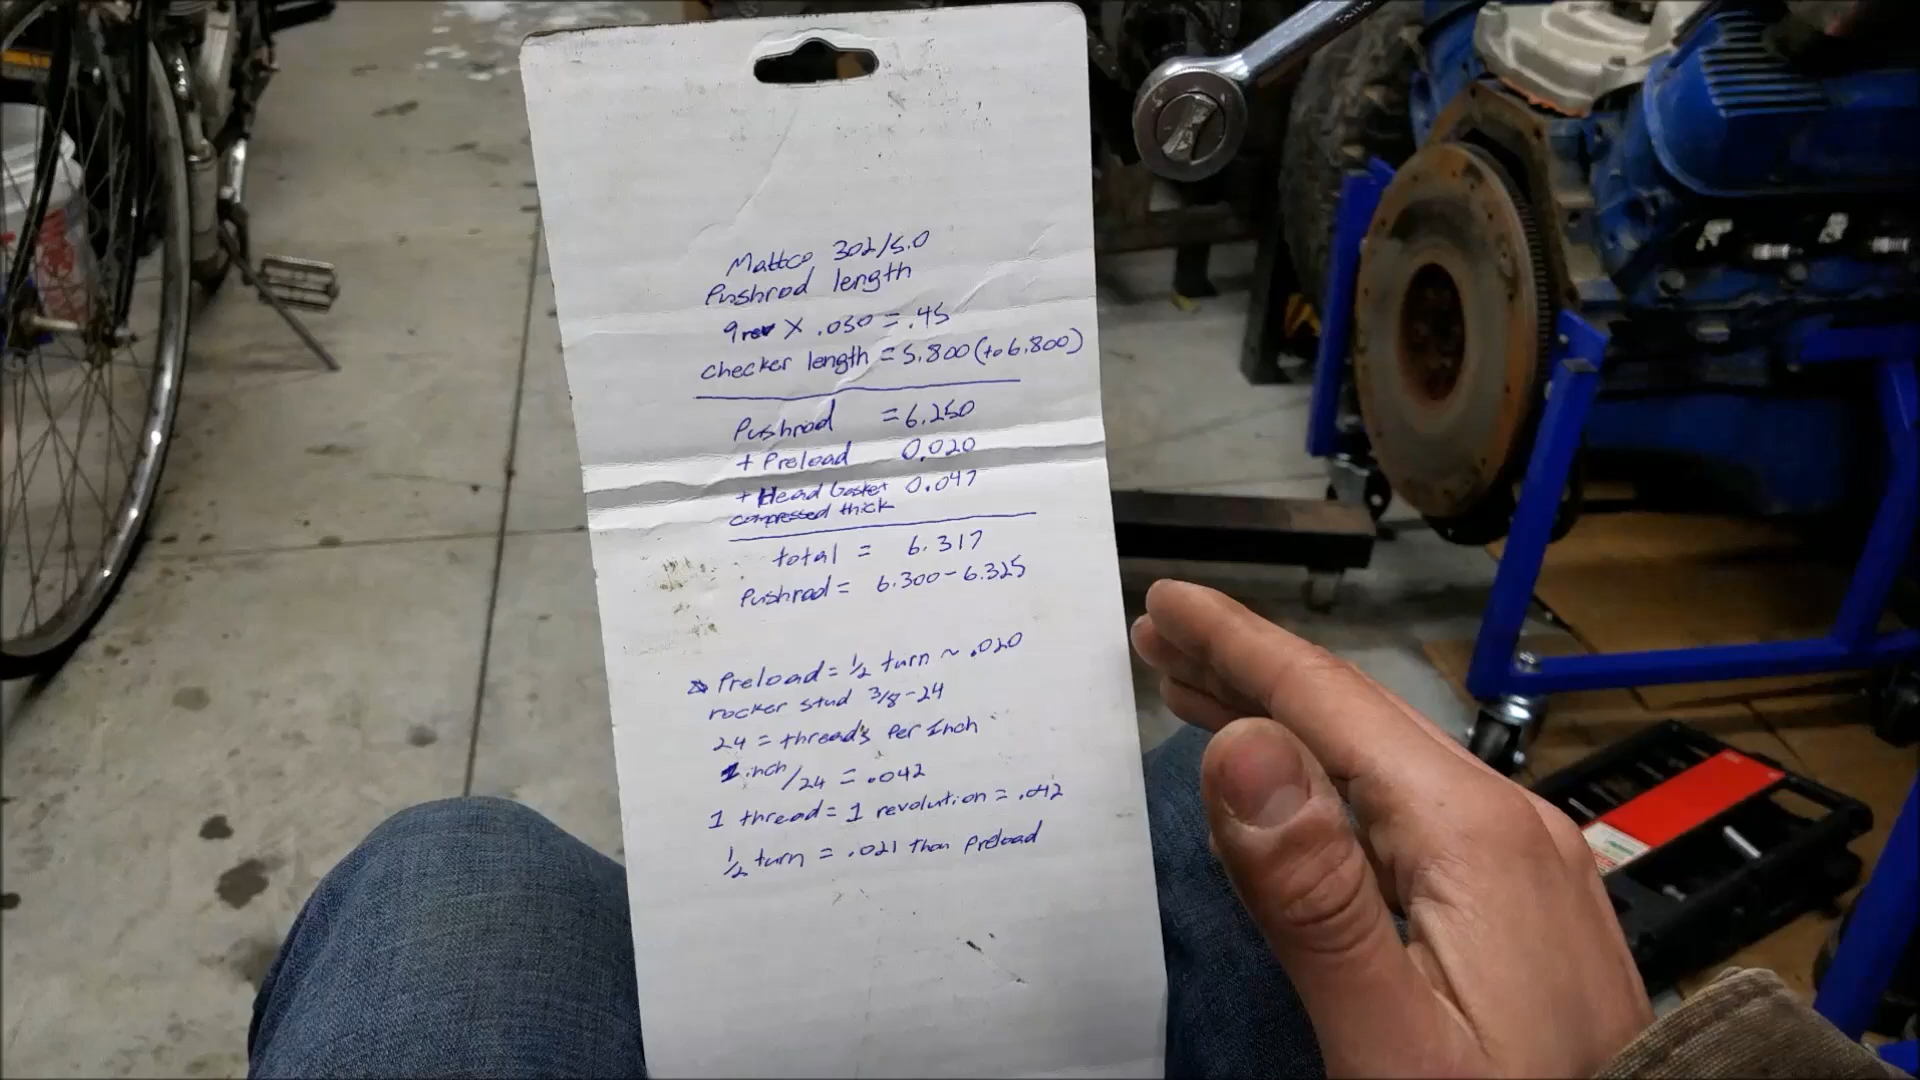 Mattco 302/5.0
Pushrod length
9 rev X .050 = .45
checker length = 5.800 (to 6.800)
Pushrod = 6.250
+ Preload 0.020
+ Head Gasket 0.047
compressed thick
total = 6.317
Pushrod = 6.300 - 6.325
Preload = 1/2 turn ~ .020
rocker stud 3/8-24
24 = threads per Inch
1 inch/24 = .042
1 thread = 1 revolution = .042
1/2 turn = .021 than Preload